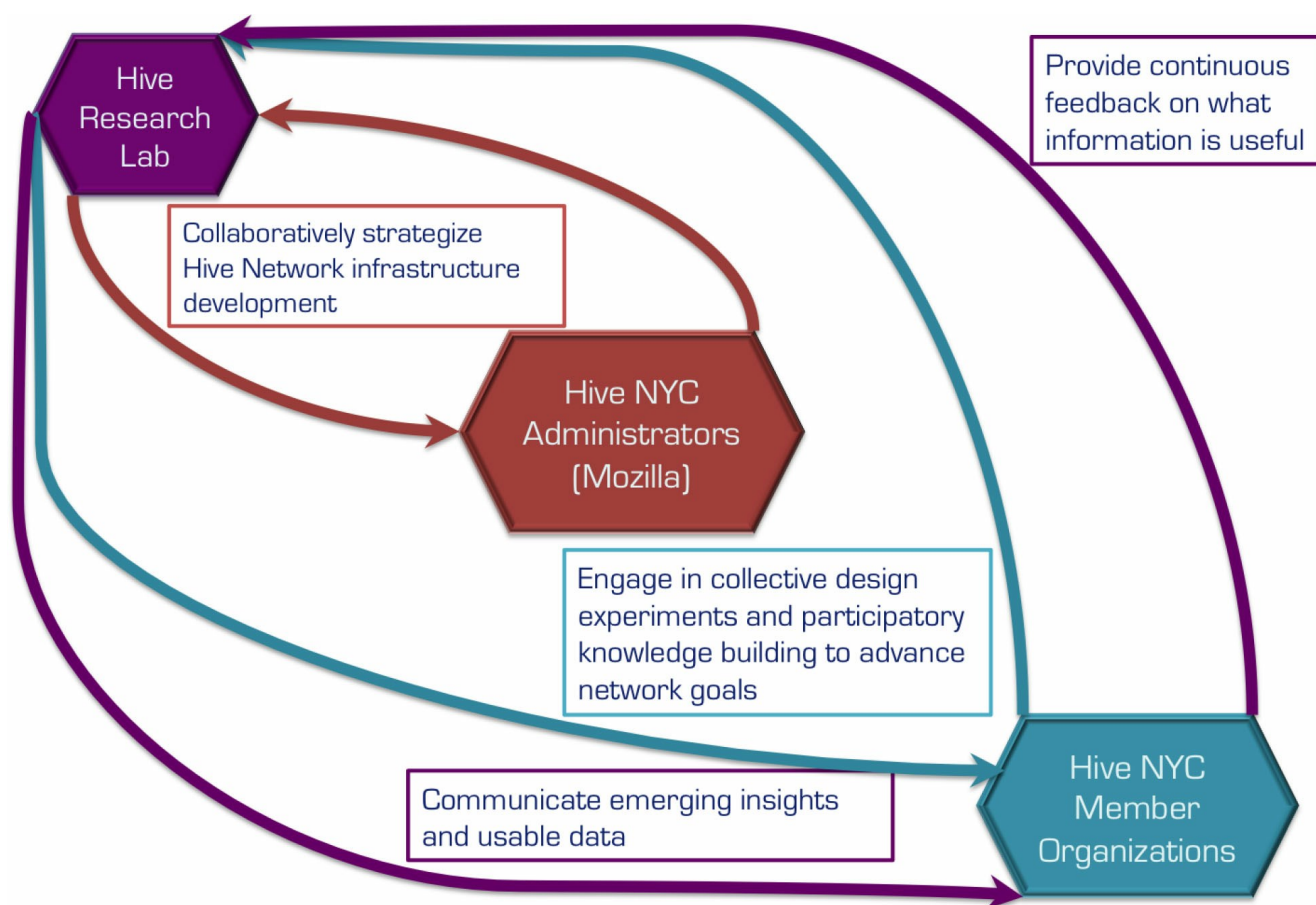 Hive
Research
Lab
Provide continuous
feedback on what
information is useful
Collaboratively strategize
Hive Network infrastructure
development
Hive NYC
Administrators
(Mozilla)
Engage in collective design
experiments and participatory
knowledge building to advance
network goals
Communicate emerging insights
and usable data
Hive NYC
Member
Organizations